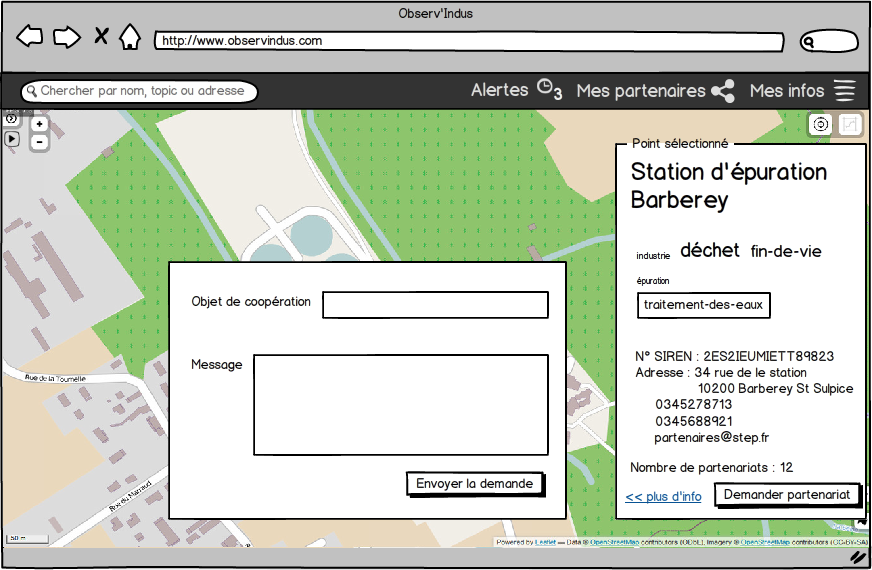 Observ'Indus
http://www.observindus.com
Chercher par nom, topic ou adresse
Alertes 3 Mes partenaires Mes infos
+
-
Point sélectionné
Station d'épuration
Barberey
industrie déchet fin-de-vie
épuration
traitement-des-eaux
Objet de coopération
Message
Envoyer la demande
N° SIREN : 2ES2IEUMIETT89823
Adresse : 34 rue de le station
10200 Barberey St Sulpice
0345278713
0345688921
partenaires@step.fr
Nombre de partenariats : 12
<< plus d'info
Demander partenariat
Rue de la Tournelle
Rue du Marraud
50 m
Powered by Leaflet — Data @ OpenStreetMap contributors (ODbL), Imagery @ OpenStreetMap contributors (CC-BY-SA)